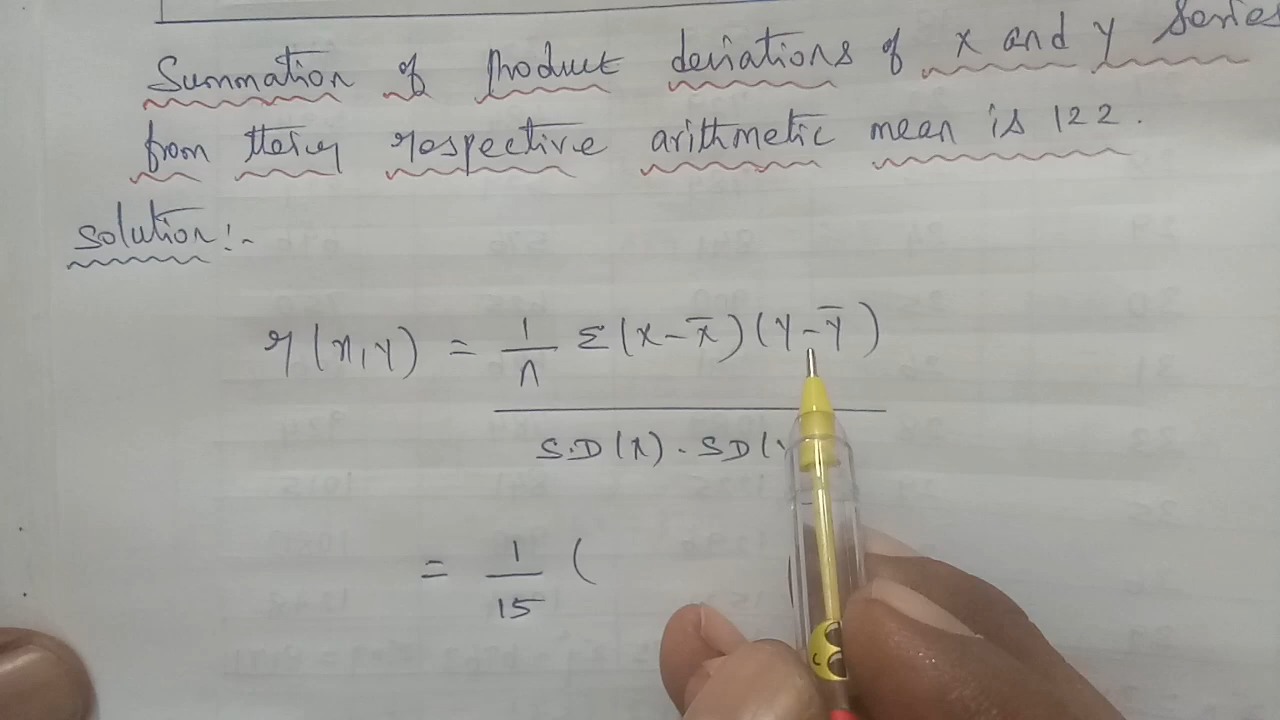 Summation of Product deviations of x and y Series
from their respective arithmetic mean is 122.
Solution:-
r(x,y) = 1/n Σ(x-x̄)(y-ȳ)
S.D(x). SD(
= 1/15 (